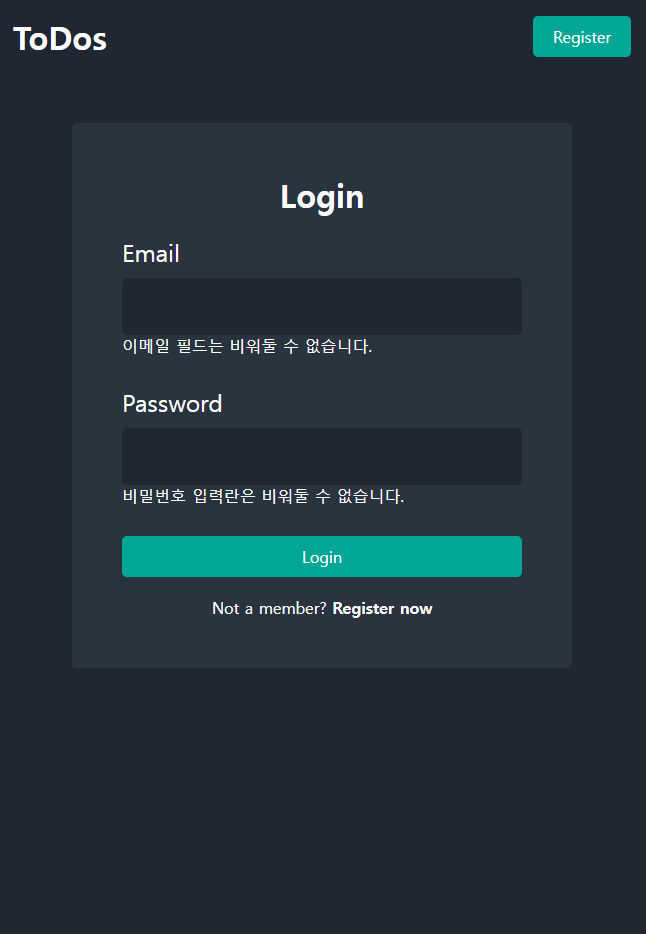 ToDos
Register
Login
Email
이메일 필드는 비워둘 수 없습니다.
Password
비밀번호 입력란은 비워둘 수 없습니다.
Login
Not a member? Register now